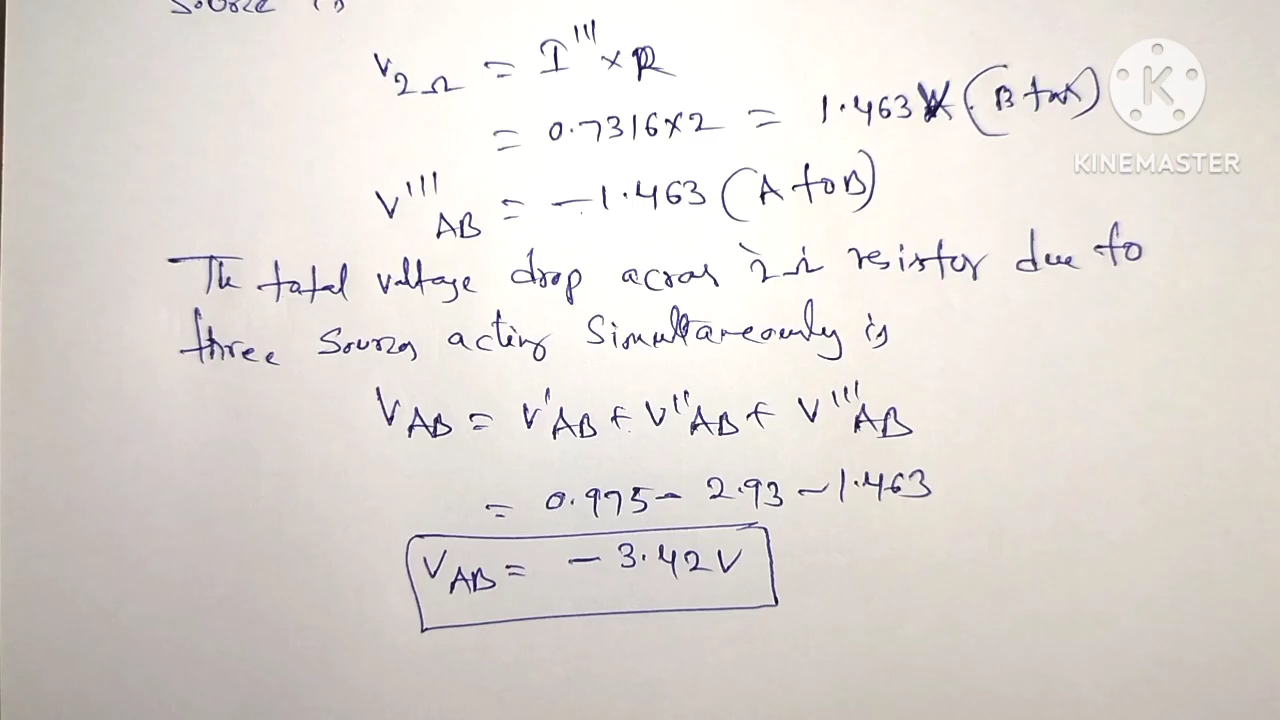 Source is
V2Ω = I''' × R
= 0.7316×2 = 1.463 V (B to A)
KINEMASTER
V'''AB = -1.463 (A to B)
The total voltage drop across 2Ω resistor due to
three sources acting simultaneously is
VAB = V'AB + V''AB + V'''AB
= 0.975 - 2.93 - 1.463
VAB = -3.42V